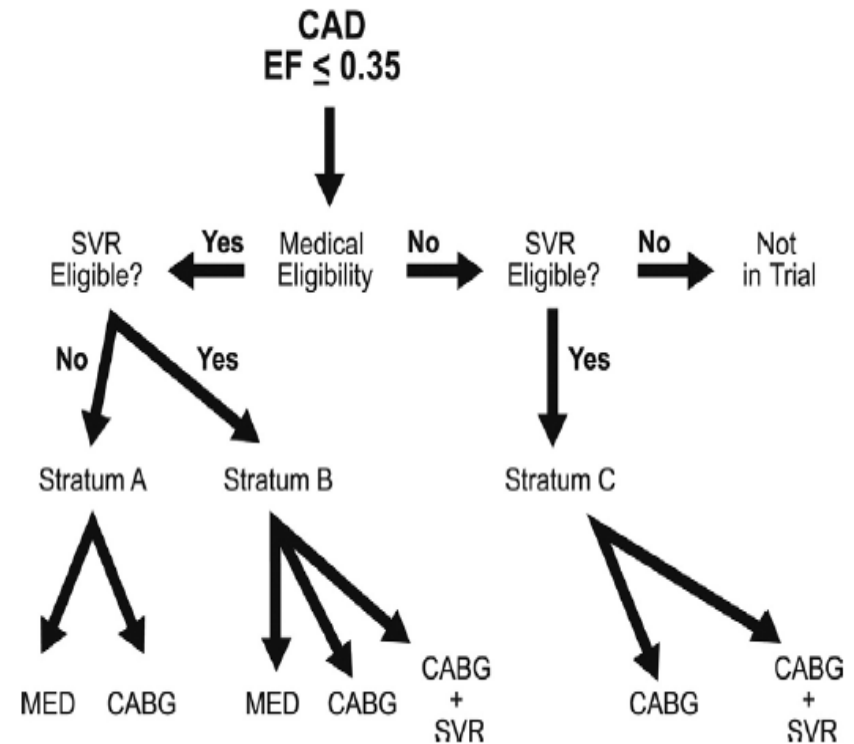 CAD
EF ≤ 0.35
SVR
Eligible?
Yes
Medical
Eligibility
No
SVR
Eligible?
No
Not
in Trial
No
Yes
Yes
Stratum A
Stratum B
Stratum C
MED
CABG
MED
CABG
CABG
+
SVR
CABG
CABG
+
SVR